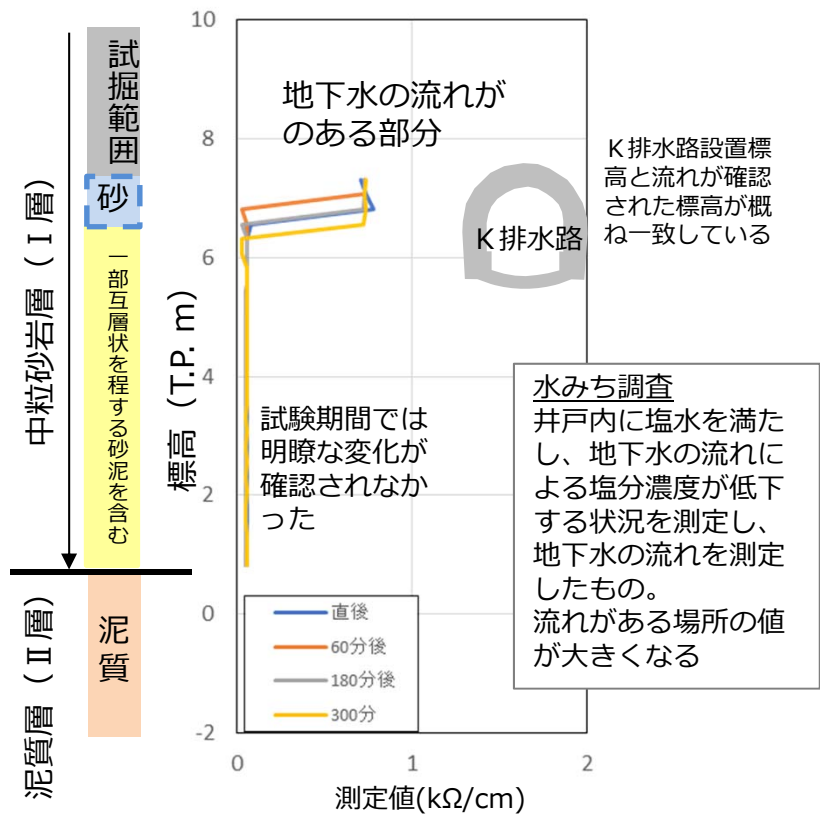 試掘範囲
砂
一部互層状を程する砂泥を含む
泥質
中粒砂岩層（Ⅰ層）
泥質層（Ⅱ層）
標高（T.P. m）
10
8
6
4
2
0
-2
地下水の流れが
のある部分
K排水路
K排水路設置標
高と流れが確認
された標高が概
ね一致している
試験期間では
明瞭な変化が
確認されなか
った
水みち調査
井戸内に塩水を満た
し、地下水の流れに
よる塩分濃度が低下
する状況を測定し、
地下水の流れを測定
したもの。
流れがある場所の値
が大きくなる
直後
60分後
180分後
300分
0
1
2
測定値(kΩ/cm)